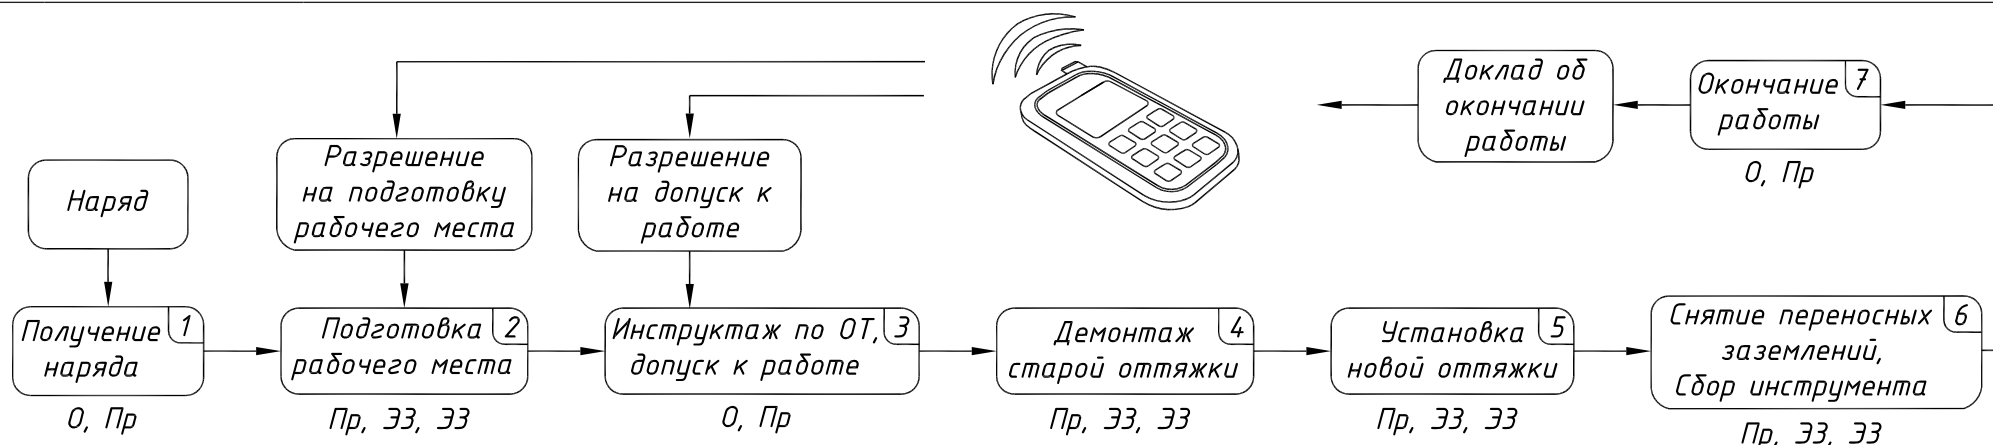 Наряд
Разрешение
на подготовку
рабочего места
Разрешение
на допуск к
работе
Доклад об
окончании
работы
Окончание 7
работы
О, Пр
Получение 1
наряда
О, Пр
Подготовка 2
рабочего места
Пр, ЭЗ, ЭЗ
Инструктаж по ОТ, 3
допуск к работе
О, Пр
Демонтаж 4
старой оттяжки
Пр, ЭЗ, ЭЗ
Установка 5
новой оттяжки
Пр, ЭЗ, ЭЗ
Снятие переносных 6
заземлений,
Сбор инструмента
Пр, ЭЗ, ЭЗ